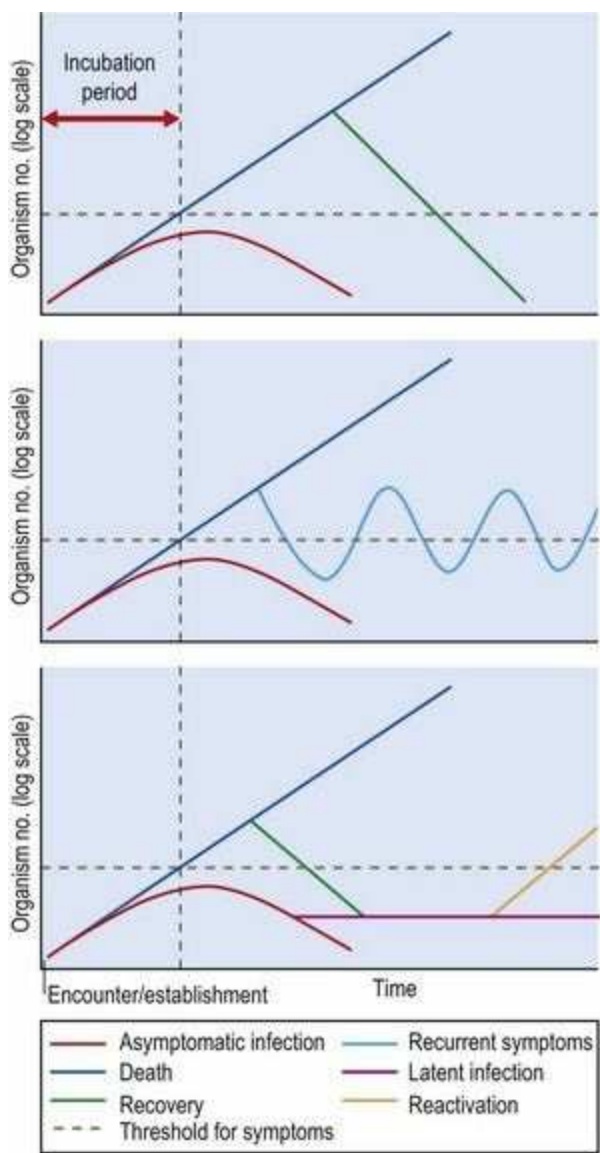 Incubation
period
Organism no. (log scale)
Organism no. (log scale)
Organism no. (log scale)
Encounter/establishment
Time
Asymptomatic infection
Recurrent symptoms
Death
Latent infection
Recovery
Reactivation
Threshold for symptoms